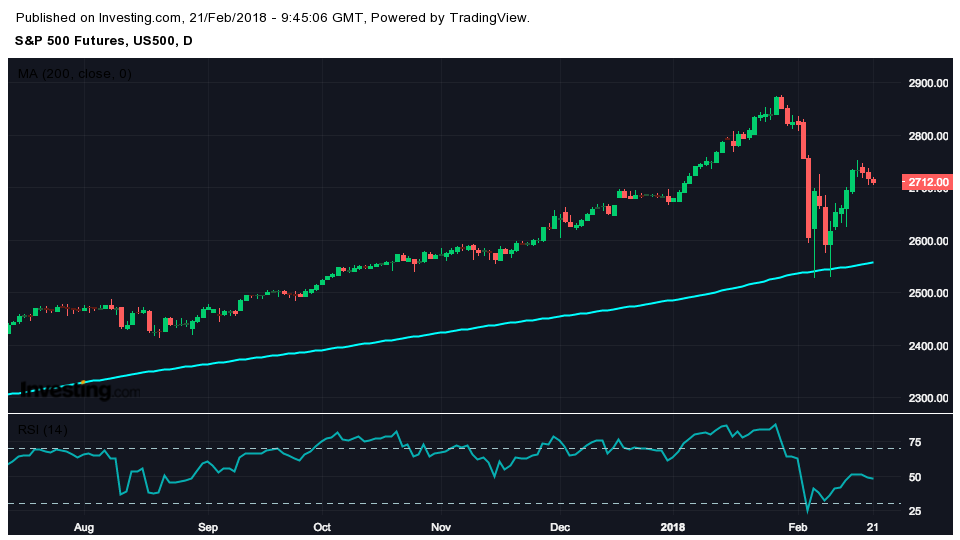 Published on Investing.com, 21/Feb/2018 - 9:45:06 GMT, Powered by TradingView.
S&P 500 Futures, US500, D
MA (200, close, 0)
2900.00
2800.00
2712.00
2700.00
2600.00
2500.00
2400.00
2300.00
Investing.com
RSI (14)
75
50
25
Aug Sep Oct Nov Dec 2018 Feb 21